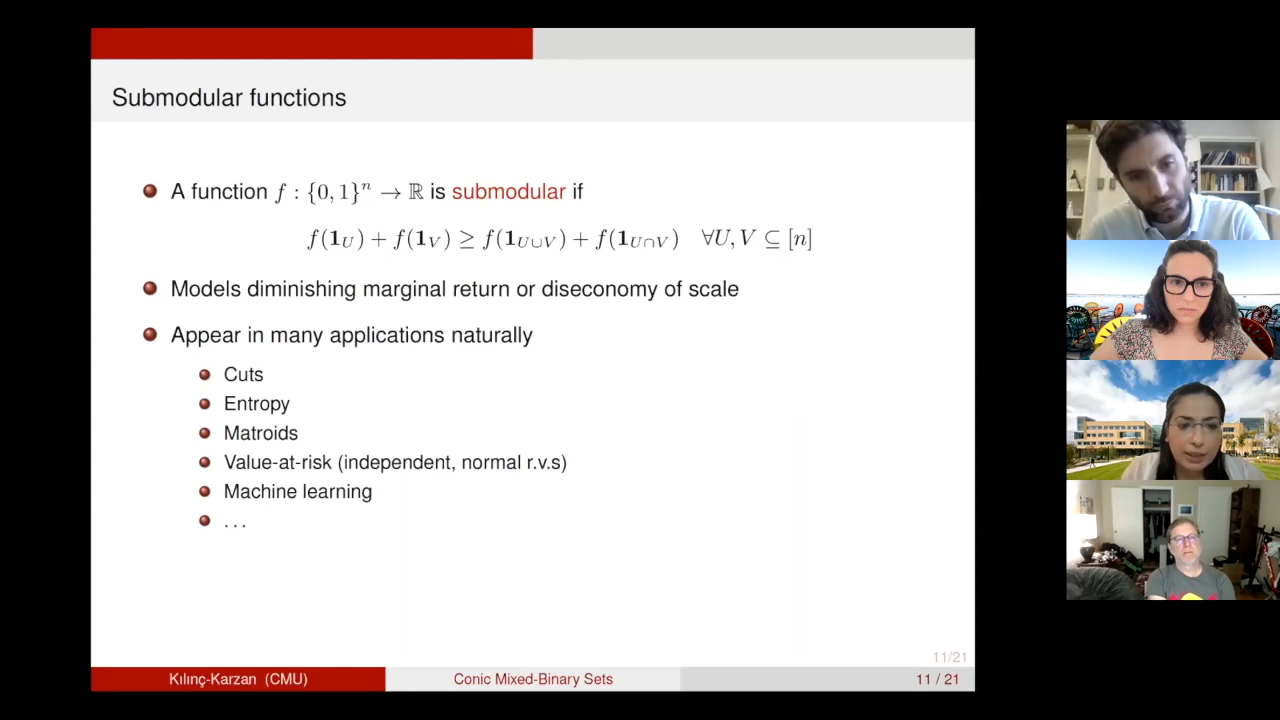 Submodular functions
A function f : {0, 1}ⁿ → ℝ is submodular if
f(𝟏_U) + f(𝟏_V) ≥ f(𝟏_{U∪V}) + f(𝟏_{U∩V}) ∀U, V ⊆ [n]
Models diminishing marginal return or diseconomy of scale
Appear in many applications naturally
Cuts
Entropy
Matroids
Value-at-risk (independent, normal r.v.s)
Machine learning
. . .
11/21
Kılınç-Karzan (CMU)
Conic Mixed-Binary Sets
11 / 21